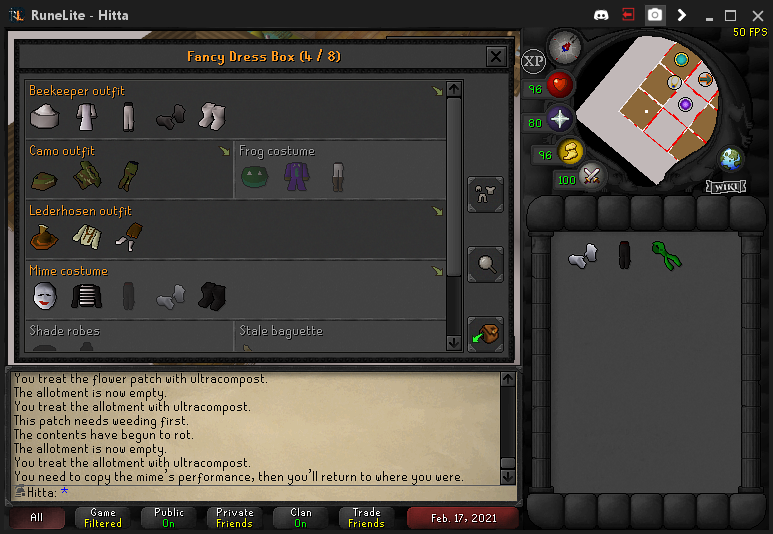 RuneLite - Hitta
50 FPS
Fancy Dress Box (4 / 8)
Beekeeper outfit
Camo outfit
Frog costume
Lederhosen outfit
Mime costume
Shade robes
Stale baguette
XP
96
80
96
100
WIKI
You treat the flower patch with ultracompost.
The allotment is now empty.
You treat the allotment with ultracompost.
This patch needs weeding first.
The contents have begun to rot.
The allotment is now empty.
You treat the allotment with ultracompost.
You need to copy the mime's performance, then you'll return to where you were.
Hitta: *
All
Game
Filtered
Public
On
Private
Friends
Clan
On
Trade
Friends
Feb. 17, 2021